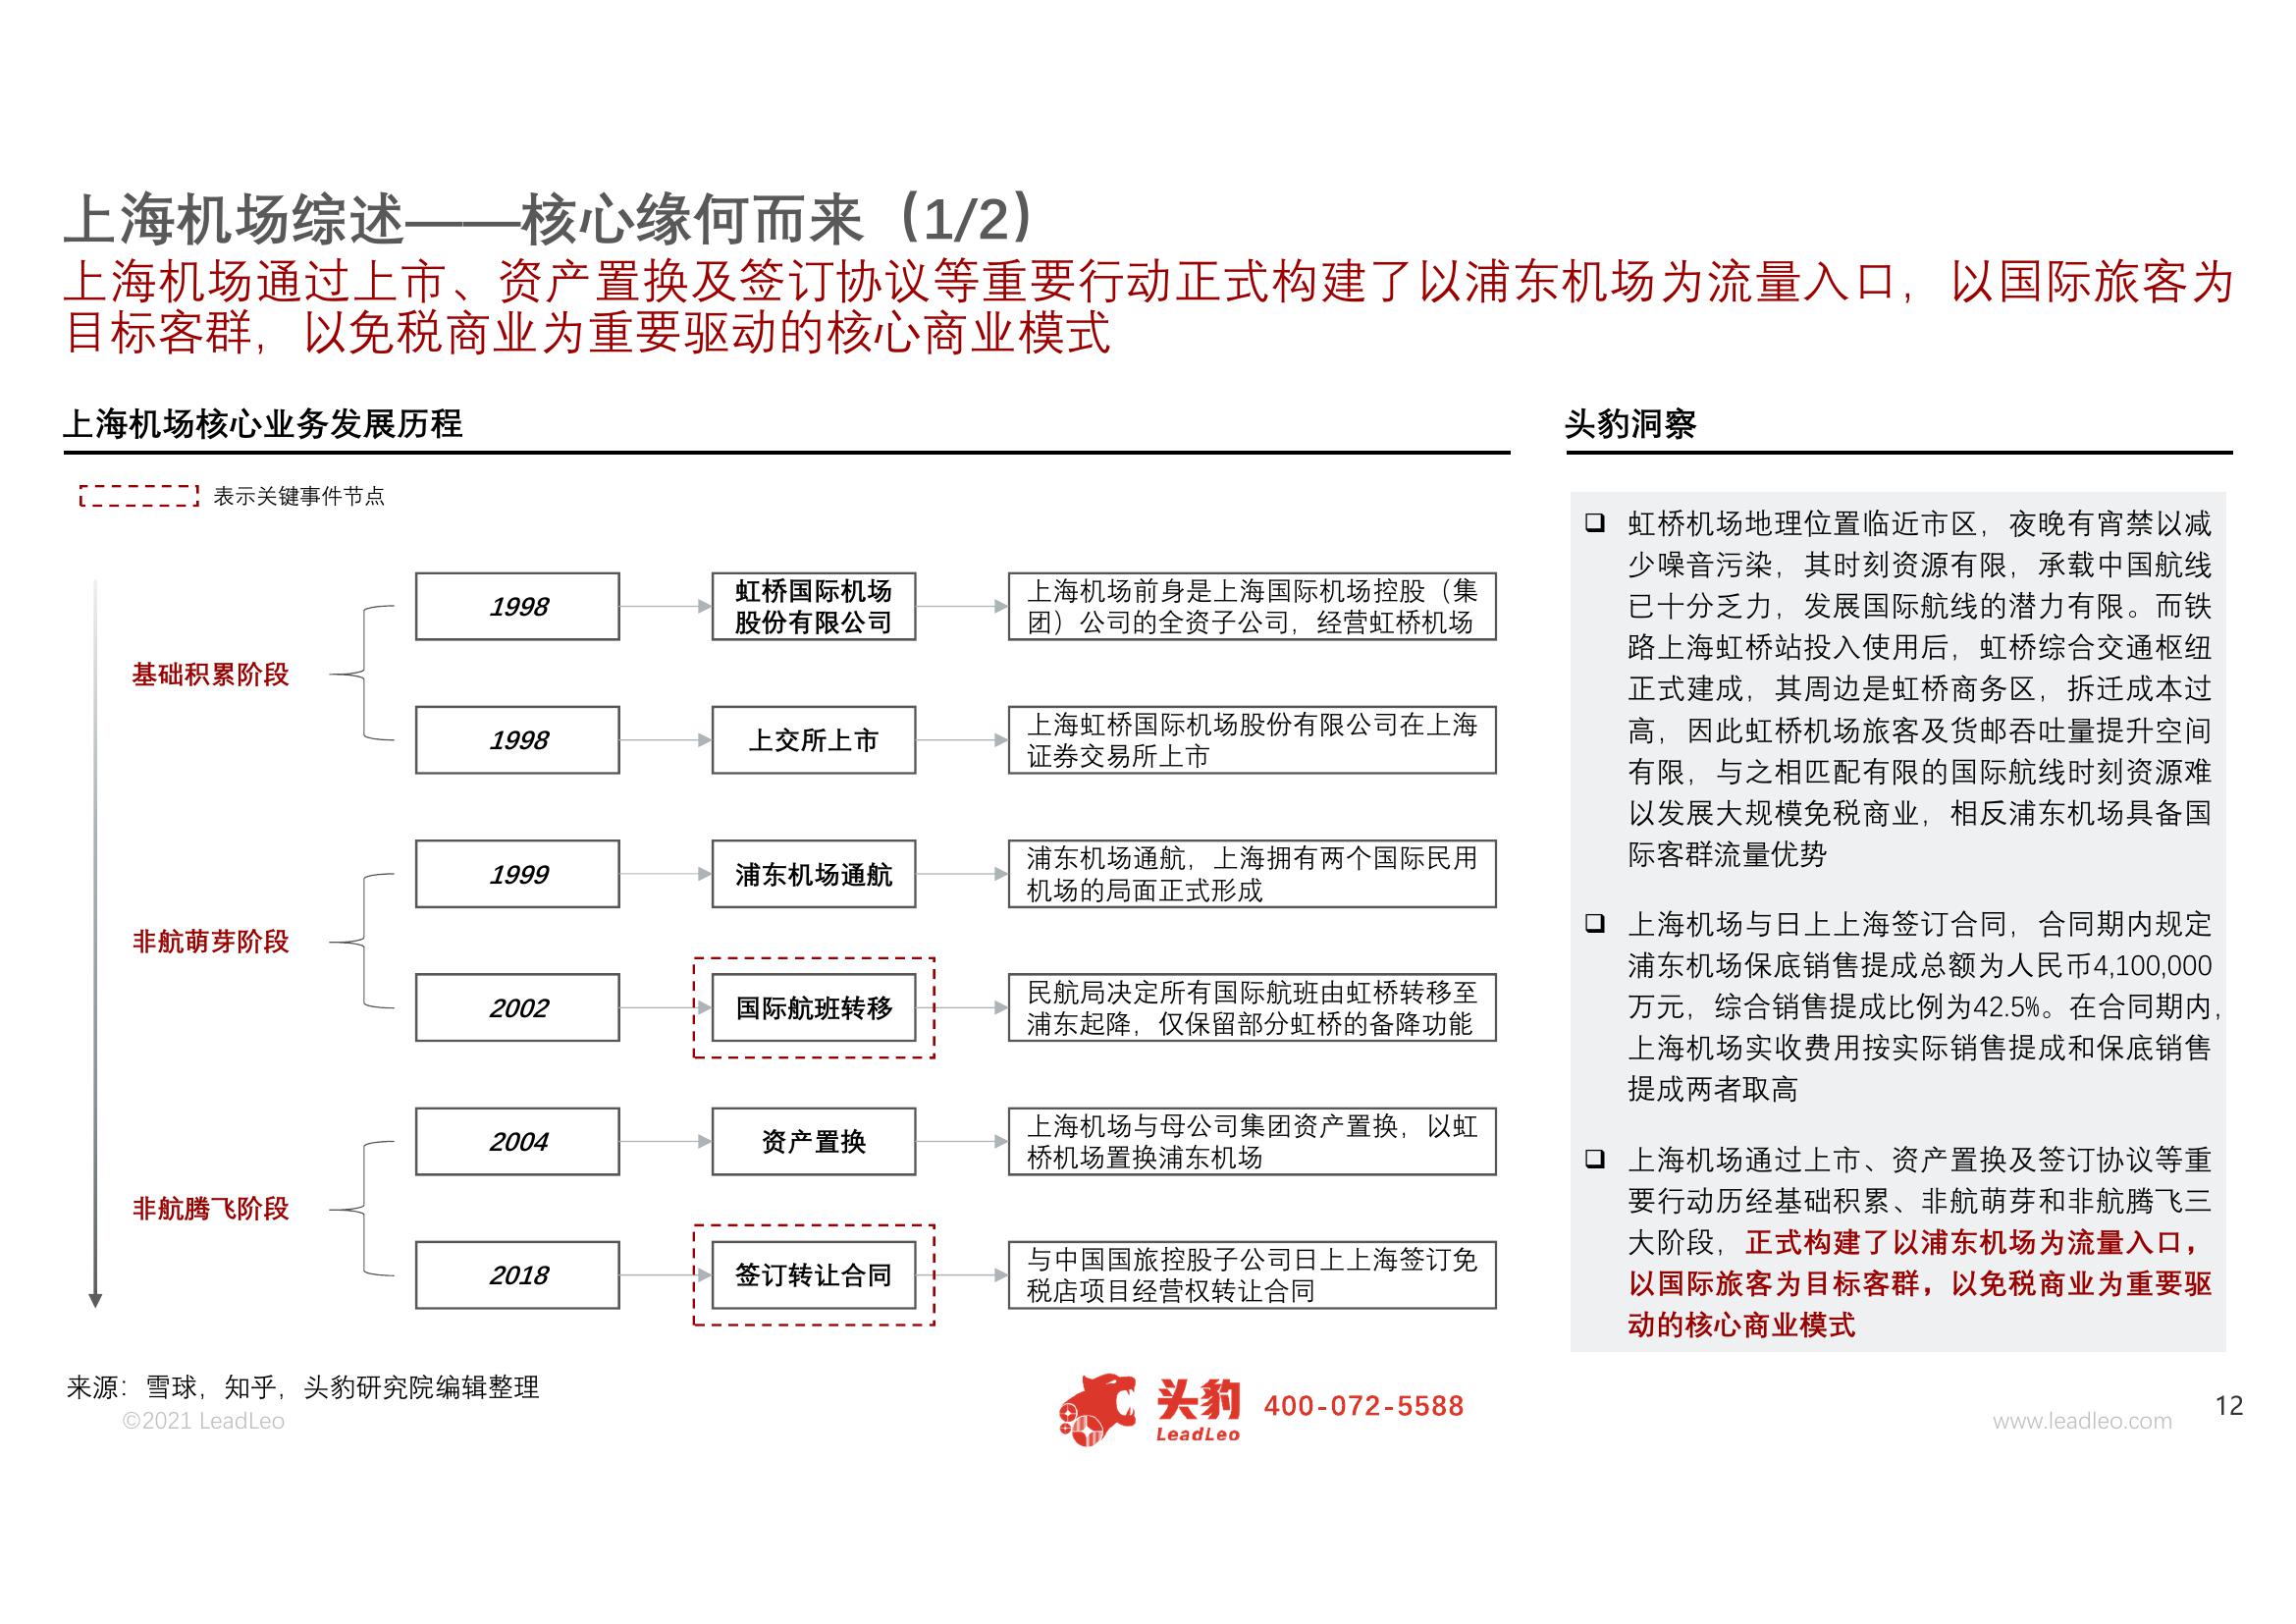 上海机场综述——核心缘何而来（1/2）
上海机场通过上市、资产置换及签订协议等重要行动正式构建了以浦东机场为流量入口，以国际旅客为
目标客群，以免税商业为重要驱动的核心商业模式
上海机场核心业务发展历程
表示关键事件节点
基础积累阶段
1998
虹桥国际机场
股份有限公司
上海机场前身是上海国际机场控股（集
团）公司的全资子公司，经营虹桥机场
1998
上交所上市
上海虹桥国际机场股份有限公司在上海
证券交易所上市
非航萌芽阶段
1999
浦东机场通航
浦东机场通航，上海拥有两个国际民用
机场的局面正式形成
2002
国际航班转移
民航局决定所有国际航班由虹桥转移至
浦东起降，仅保留部分虹桥的备降功能
非航腾飞阶段
2004
资产置换
上海机场与母公司集团资产置换，以虹
桥机场置换浦东机场
2018
签订转让合同
与中国国旅控股子公司日上上海签订免
税店项目经营权转让合同
头豹洞察
❑ 虹桥机场地理位置临近市区，夜晚有宵禁以减
少噪音污染，其时刻资源有限，承载中国航线
已十分乏力，发展国际航线的潜力有限。而铁
路上海虹桥站投入使用后，虹桥综合交通枢纽
正式建成，其周边是虹桥商务区，拆迁成本过
高，因此虹桥机场旅客及货邮吞吐量提升空间
有限，与之相匹配有限的国际航线时刻资源难
以发展大规模免税商业，相反浦东机场具备国
际客群流量优势
❑ 上海机场与日上上海签订合同，合同期内规定
浦东机场保底销售提成总额为人民币4,100,000
万元，综合销售提成比例为42.5%。在合同期内，
上海机场实收费用按实际销售提成和保底销售
提成两者取高
❑ 上海机场通过上市、资产置换及签订协议等重
要行动历经基础积累、非航萌芽和非航腾飞三
大阶段，正式构建了以浦东机场为流量入口，
以国际旅客为目标客群，以免税商业为重要驱
动的核心商业模式
来源：雪球，知乎，头豹研究院编辑整理
©2021 LeadLeo
头豹
LeadLeo
400-072-5588
www.leadleo.com
12